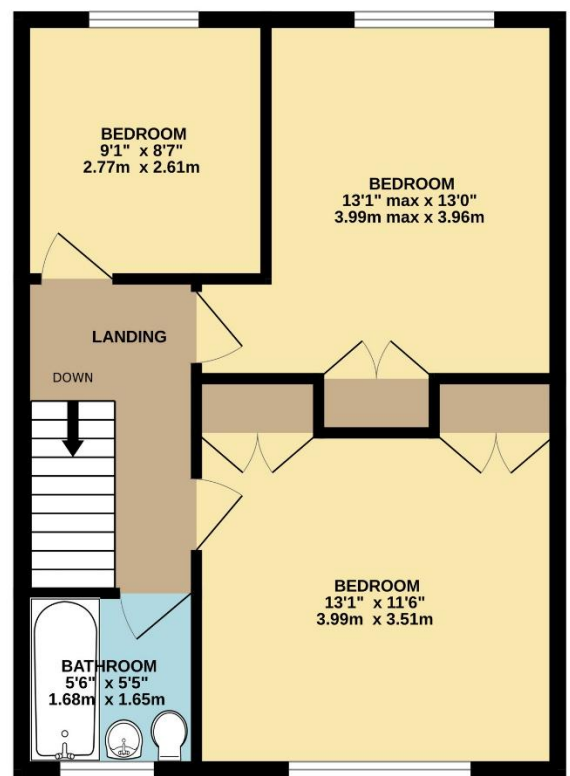 BEDROOM
9'1" x 8'7"
2.77m x 2.61m
BEDROOM
13'1" max x 13'0"
3.99m max x 3.96m
LANDING
DOWN
BEDROOM
13'1" x 11'6"
3.99m x 3.51m
BATHROOM
5'6" x 5'5"
1.68m x 1.65m